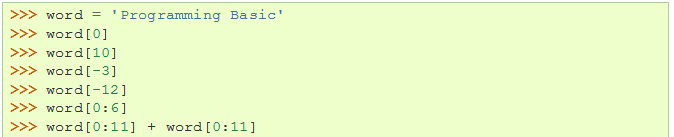 >>> word = 'Programming Basic'
>>> word[0]
>>> word[10]
>>> word[-3]
>>> word[-12]
>>> word[0:6]
>>> word[0:11] + word[0:11]